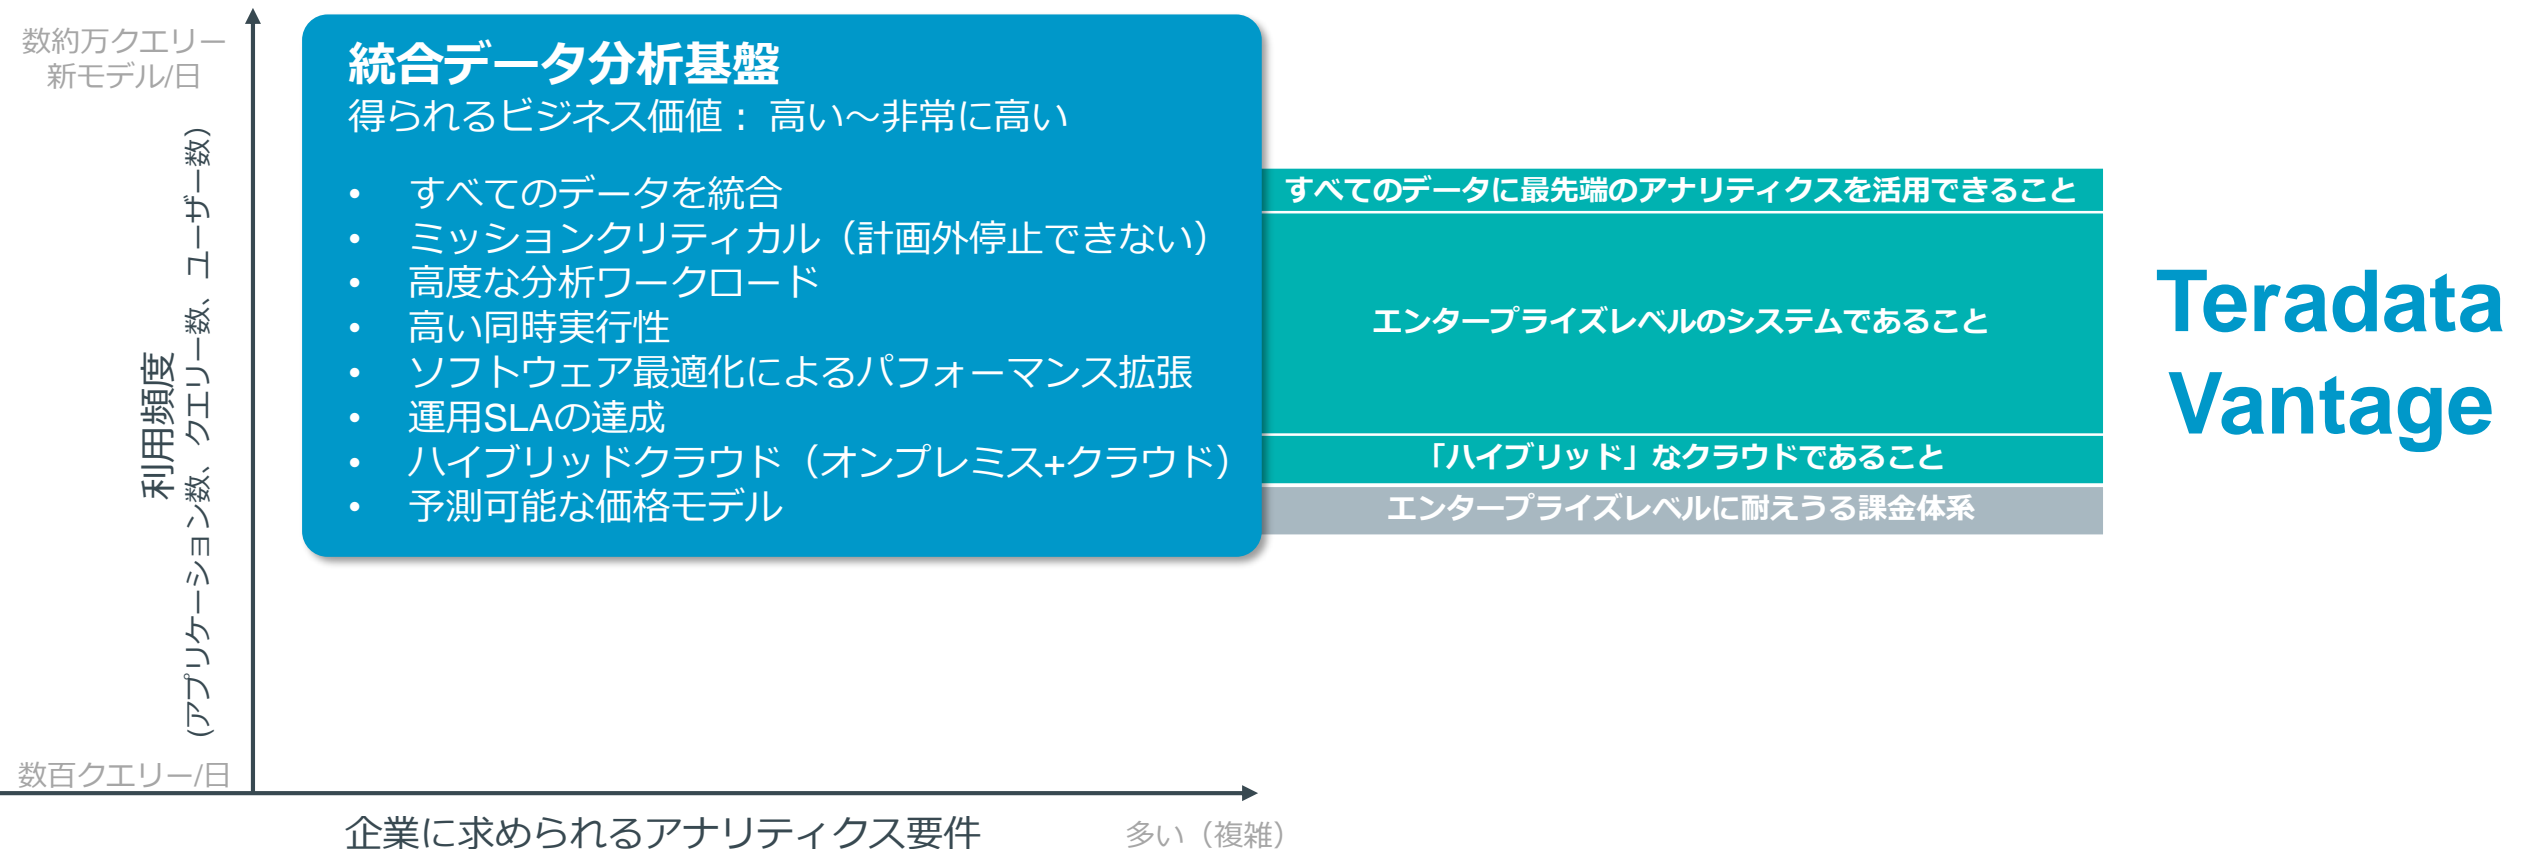 数約万クエリー
新モデル/日
利用頻度
(アプリケーション数、クエリー数、ユーザー数)
数百クエリー/日
統合データ分析基盤
得られるビジネス価値： 高い～非常に高い
• すべてのデータを統合
• ミッションクリティカル（計画外停止できない）
• 高度な分析ワークロード
• 高い同時実行性
• ソフトウェア最適化によるパフォーマンス拡張
• 運用SLAの達成
• ハイブリッドクラウド（オンプレミス+クラウド）
• 予測可能な価格モデル
すべてのデータに最先端のアナリティクスを活用できること
エンタープライズレベルのシステムであること
「ハイブリッド」なクラウドであること
エンタープライズレベルに耐えうる課金体系
Teradata
Vantage
企業に求められるアナリティクス要件
多い（複雑）